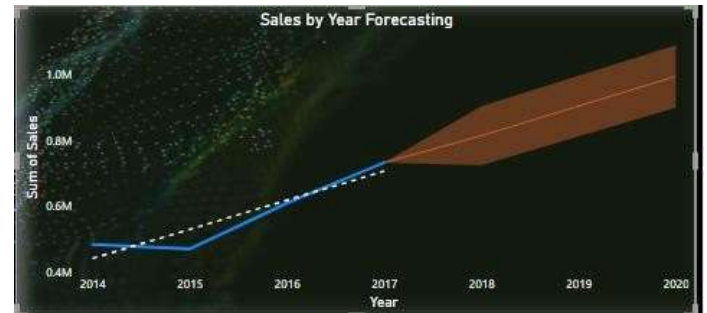 Sales by Year Forecasting
Sum of Sales
1.0M
0.8M
0.6M
0.4M
2014 2015 2016 2017 2018 2019 2020
Year